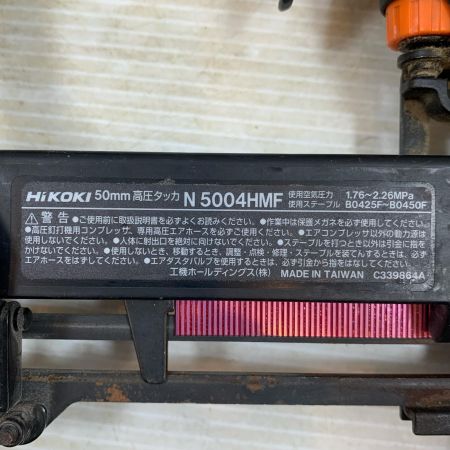 HiKOKI 50mm 高圧タッカ N 5004HMF 使用空気圧力 1.76～2.26MPa
使用ステープル B0425F～B0450F
⚠警告 ●ご使用前に取扱説明書を必ずよくお読みください。●作業中は保護メガネを必ず使用してください。
●高圧釘打機用コンプレッサ、専用高圧エアホースを必ずご使用ください。●エアコンプレッサ以外の動力源は
使用しないでください。●人体に射出口を絶対に向けないでください。●ステープルを打つとき以外は引金に指が
かけないでください。●使用しないとき、移動するとき、調整・点検・修理・ステープルを装てんするときは、必ずエ
アホースをはずしてください。●エアダスタバルブを使用するときは、必ず引金から指をはなしてください。
工機ホールディングス(株) MADE IN TAIWAN C339864A